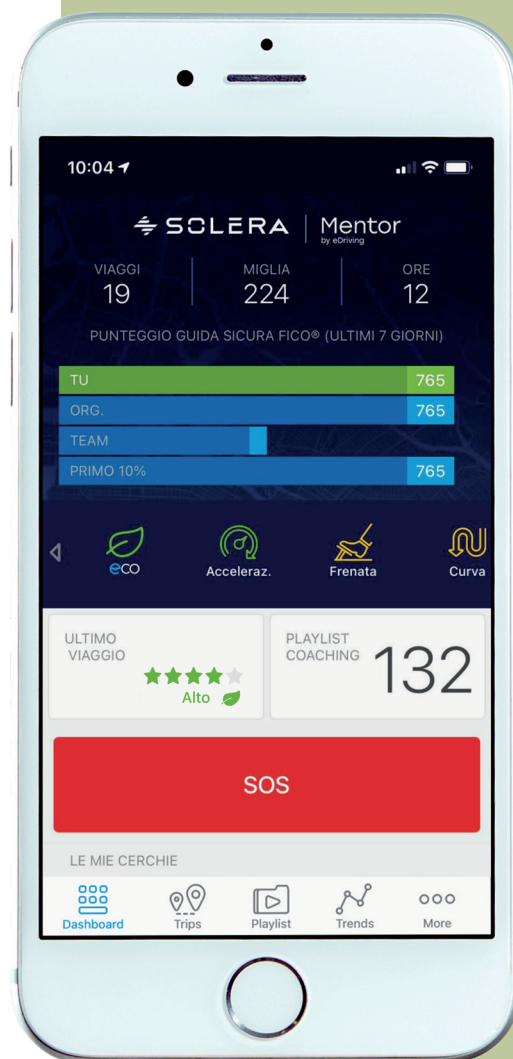 10:04
SOLERA Mentor
by eDriving
VIAGGI MIGLIA ORE
19 224 12
PUNTEGGIO GUIDA SICURA FICO® (ULTIMI 7 GIORNI)
TU 765
ORG. 765
TEAM
PRIMO 10% 765
eco Acceleraz. Frenata Curva
ULTIMO
VIAGGIO
Alto
PLAYLIST
COACHING
132
SOS
LE MIE CERCHIE
Dashboard Trips Playlist Trends More